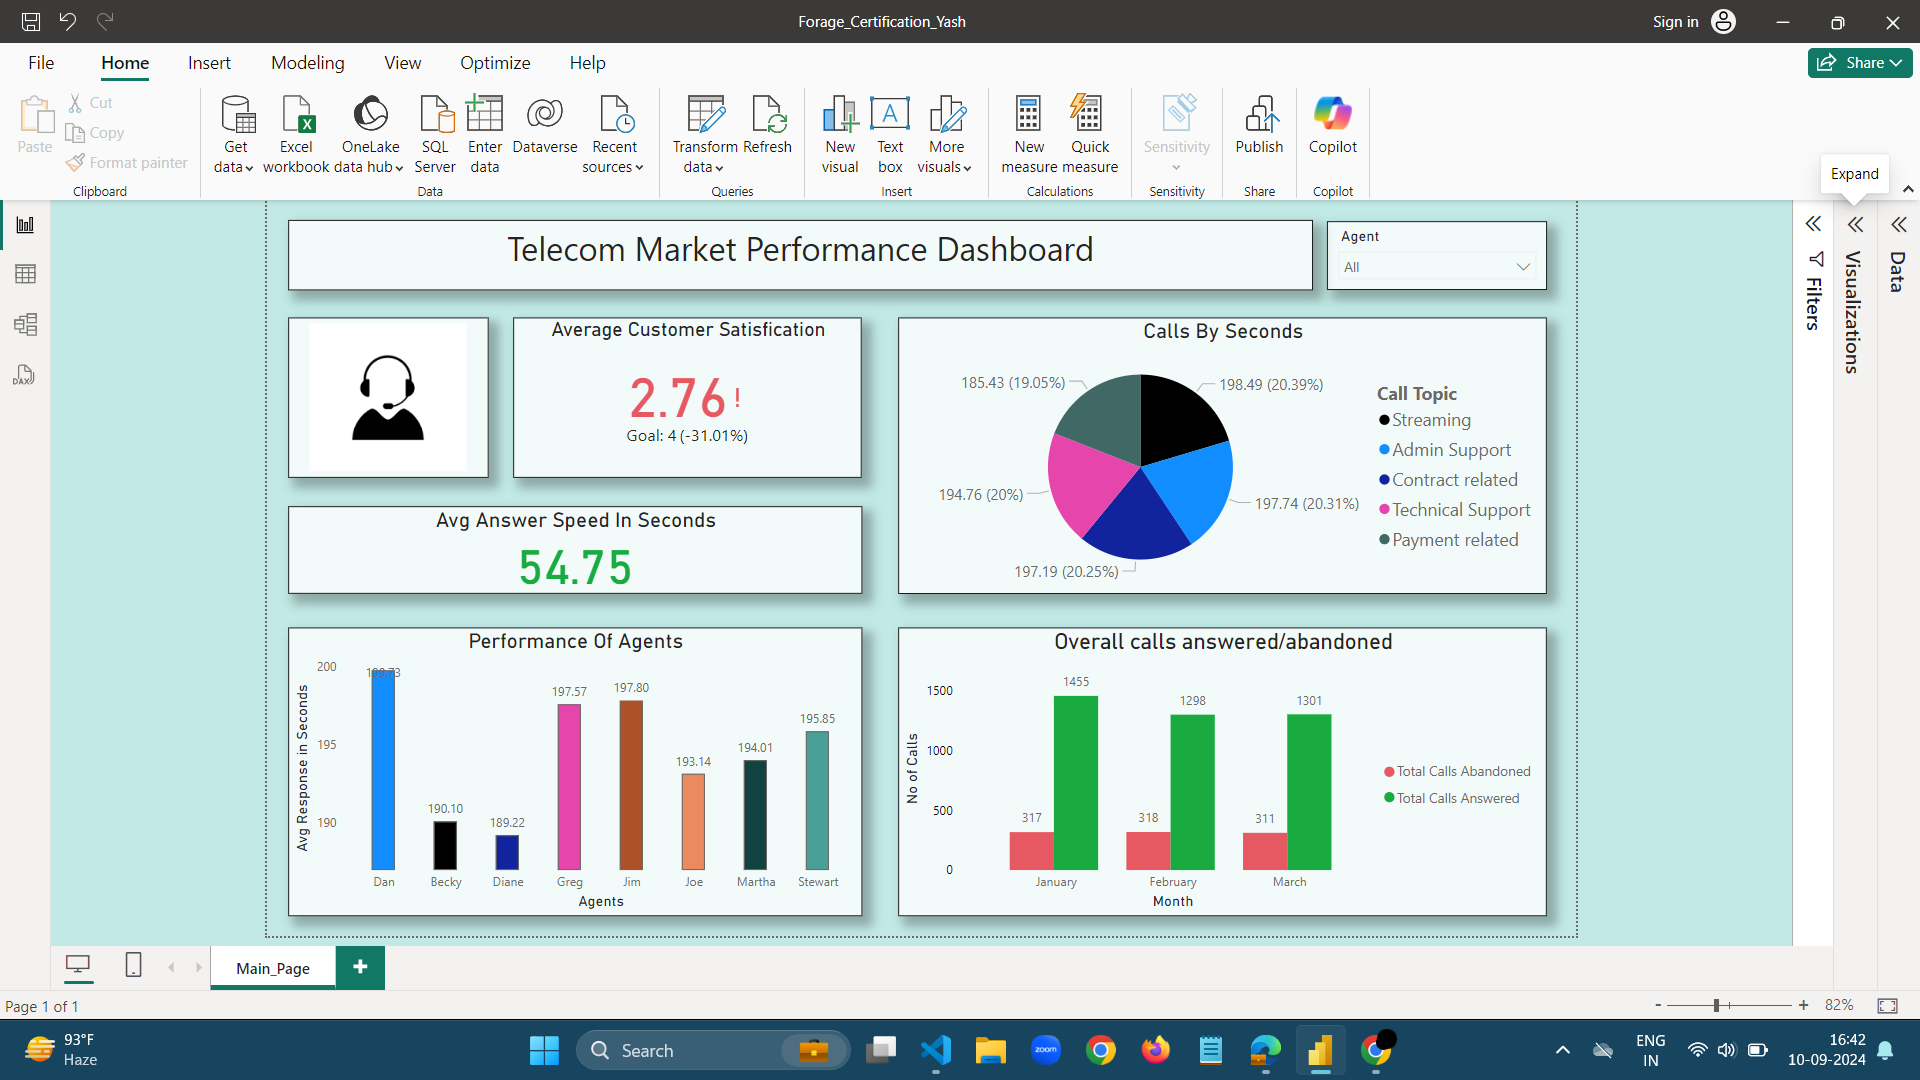 Forage_Certification_Yash
Sign in
File Home Insert Modeling View Optimize Help
Share
Paste
Cut
Copy
Format painter
Clipboard
Get data
Excel workbook
OneLake data hub
SQL Server
Enter data
Dataverse
Recent sources
Data
Transform data
Refresh
Queries
New visual
Text box
More visuals
Insert
New measure
Quick measure
Calculations
Sensitivity
Sensitivity
Publish
Share
Copilot
Copilot
Expand
Telecom Market Performance Dashboard
Agent
All
Average Customer Satisfication
2.76!
Goal: 4 (-31.01%)
Avg Answer Speed In Seconds
54.75
Calls By Seconds
185.43 (19.05%)
198.49 (20.39%)
194.76 (20%)
197.74 (20.31%)
197.19 (20.25%)
Call Topic
Streaming
Admin Support
Contract related
Technical Support
Payment related
Performance Of Agents
Avg Response in Seconds
200
195
190
199.73
190.10
189.22
197.57
197.80
193.14
194.01
195.85
Dan Becky Diane Greg Jim Joe Martha Stewart
Agents
Overall calls answered/abandoned
No of Calls
1500
1000
500
0
317
1455
318
1298
311
1301
January February March
Month
Total Calls Abandoned
Total Calls Answered
Filters
Visualizations
Data
DAX
Main_Page
+
Page 1 of 1
- + 82%
93°F
Haze
Search
zoom
ENG
IN
16:42
10-09-2024